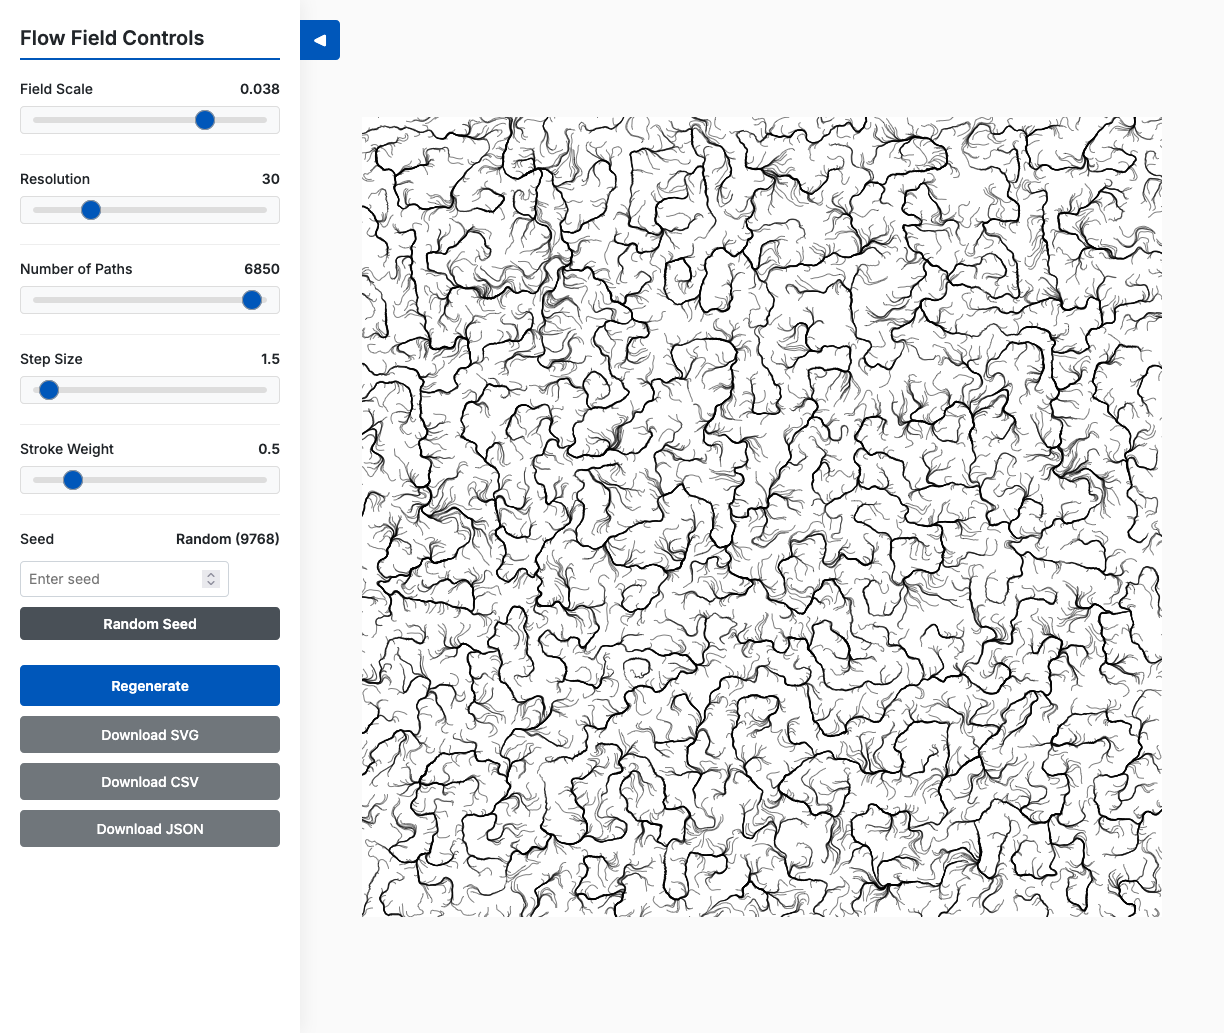 Flow Field Controls
Field Scale 0.038
Resolution 30
Number of Paths 6850
Step Size 1.5
Stroke Weight 0.5
Seed Random (9768)
Enter seed
Random Seed
Regenerate
Download SVG
Download CSV
Download JSON